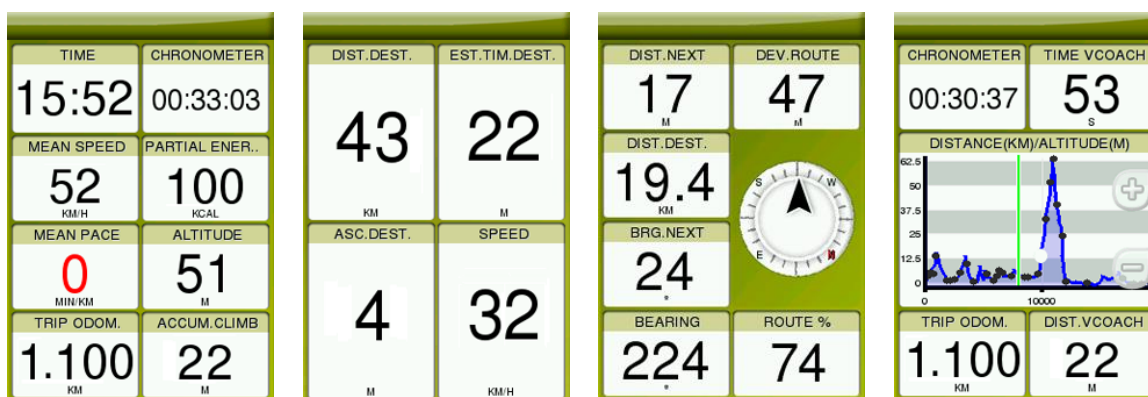 TIME CHRONOMETER
15:52 00:33:03
MEAN SPEED PARTIAL ENER..
52 100
KM/H KCAL
MEAN PACE ALTITUDE
0 51
MIN/KM M
TRIP ODOM. ACCUM.CLIMB
1.100 22
KM M
DIST.DEST. EST.TIM.DEST.
43 22
KM M
ASC.DEST. SPEED
4 32
M KM/H
DIST.NEXT DEV.ROUTE
17 47
M M
DIST.DEST.
19.4
KM
S W
E N
BRG.NEXT
24
°
BEARING ROUTE %
224 74
°
CHRONOMETER TIME VCOACH
00:30:37 53
S
DISTANCE(KM)/ALTITUDE(M)
62.5
50
37.5
25
12.5
0
0 10000
TRIP ODOM. DIST.VCOACH
1.100 22
KM M